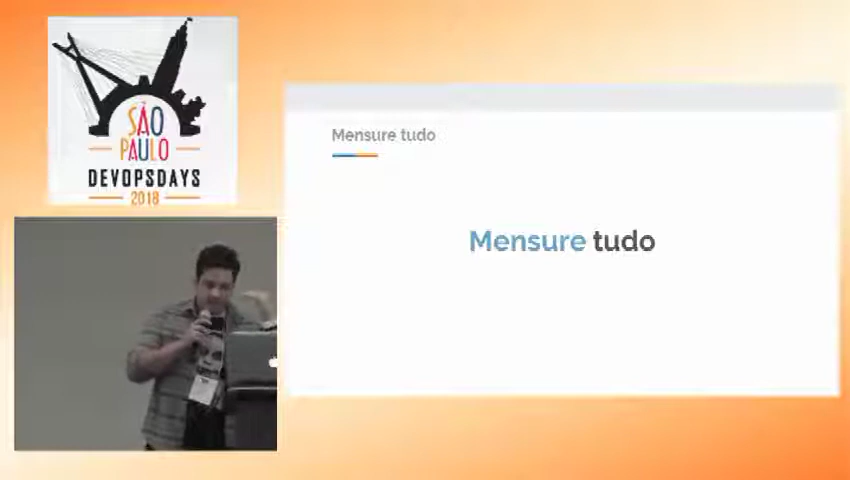 SÃO
PAULO
DEVOPSDAYS
2018
Mensure tudo
Mensure tudo